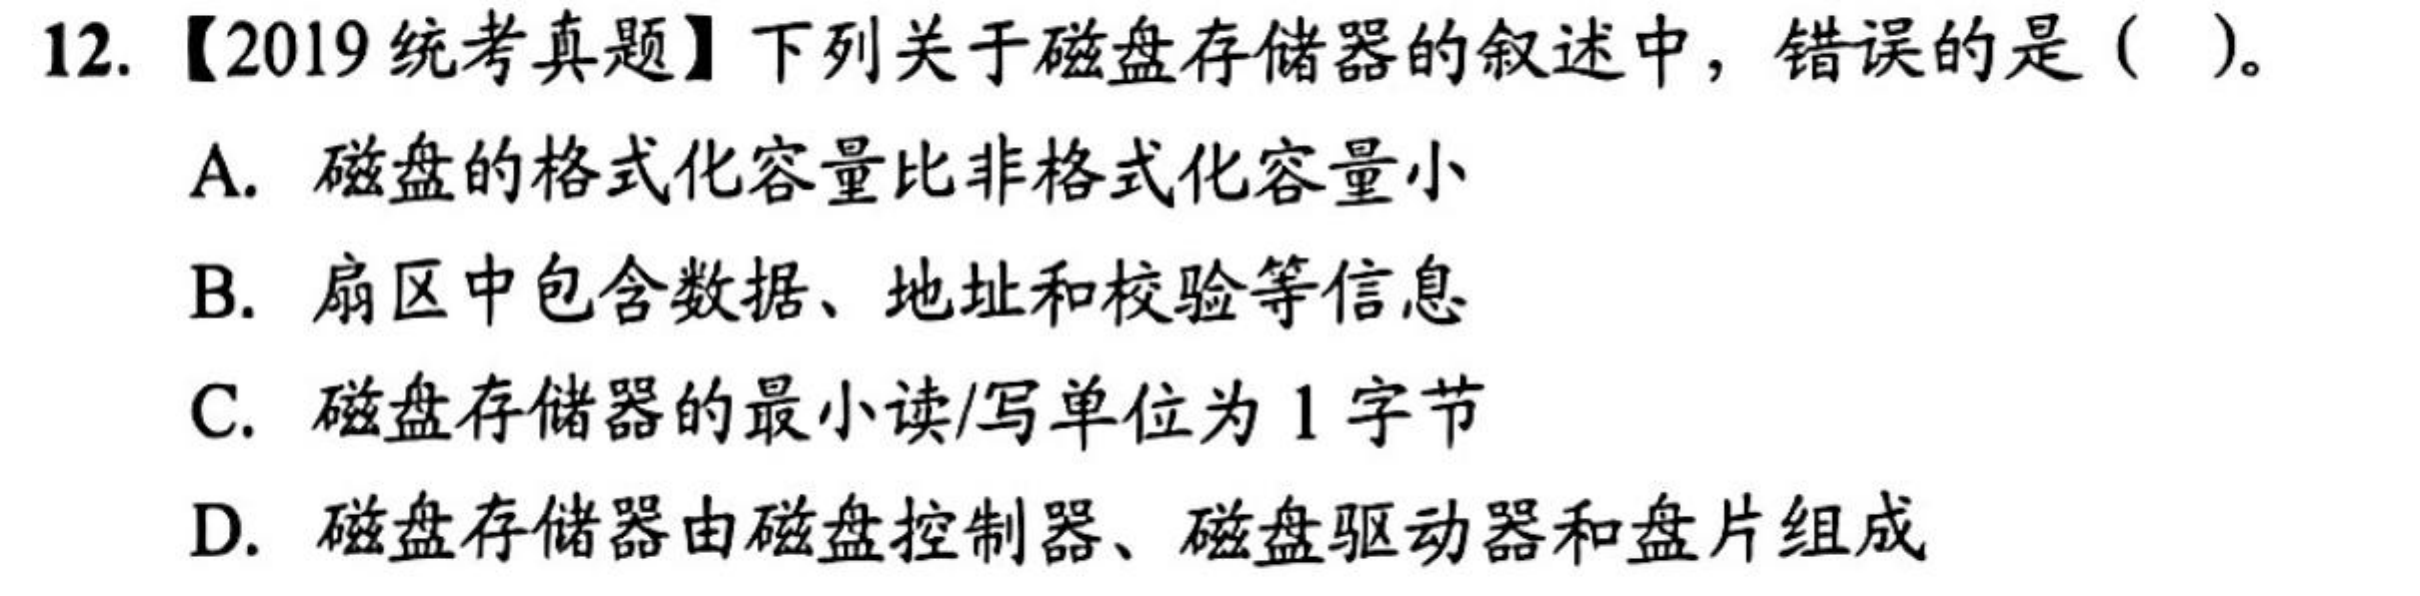 12. 【2019 统考真题】下列关于磁盘存储器的叙述中，错误的是（ ）。
A. 磁盘的格式化容量比非格式化容量小
B. 扇区中包含数据、地址和校验等信息
C. 磁盘存储器的最小读/写单位为 1 字节
D. 磁盘存储器由磁盘控制器、磁盘驱动器和盘片组成